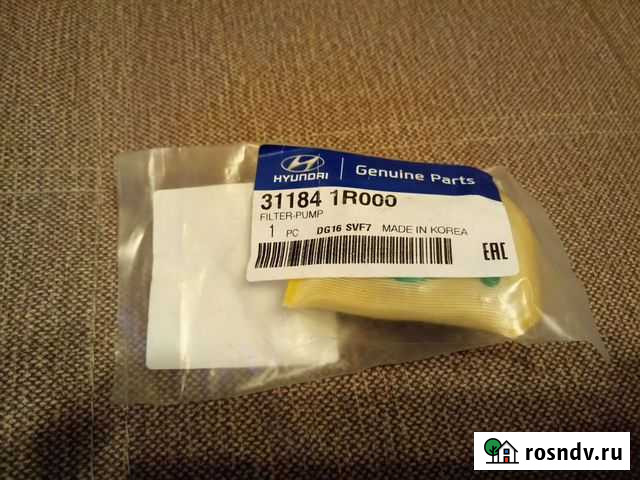 HYUNDAI
Genuine Parts
31184 1R000
FILTER-PUMP
1 PC DG16 SVF7 MADE IN KOREA
EAC
rosndv.ru